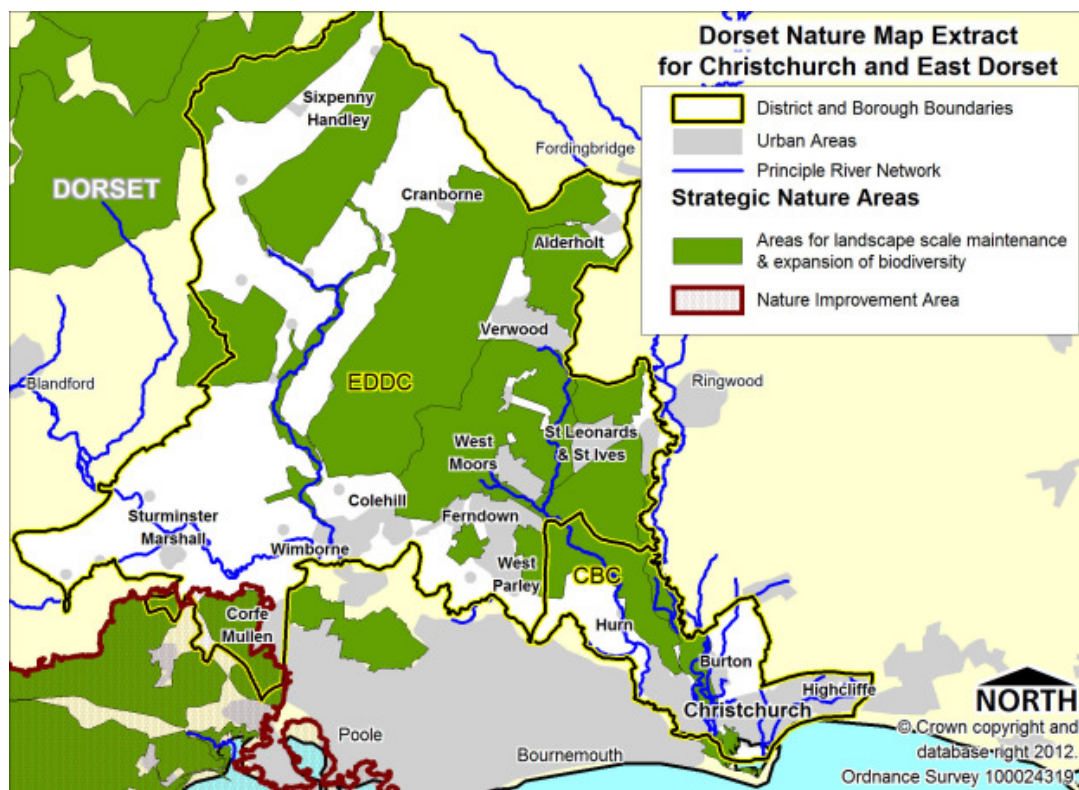 Dorset Nature Map Extract
for Christchurch and East Dorset
District and Borough Boundaries
Urban Areas
Principle River Network
Strategic Nature Areas
Areas for landscape scale maintenance
& expansion of biodiversity
Nature Improvement Area
Sixpenny
Handley
Fordingbridge
DORSET
Cranborne
Alderholt
Verwood
Blandford
EDDC
Ringwood
St Leonards
& St Ives
West
Moors
Colehill
Ferndown
Sturminster
Marshall
Wimborne
West
Parley
CBC
Corfe
Mullen
Hurn
Burton
Highcliffe
Christchurch
Poole
Bournemouth
NORTH
© Crown copyright and
database right 2012.
Ordnance Survey 100024319